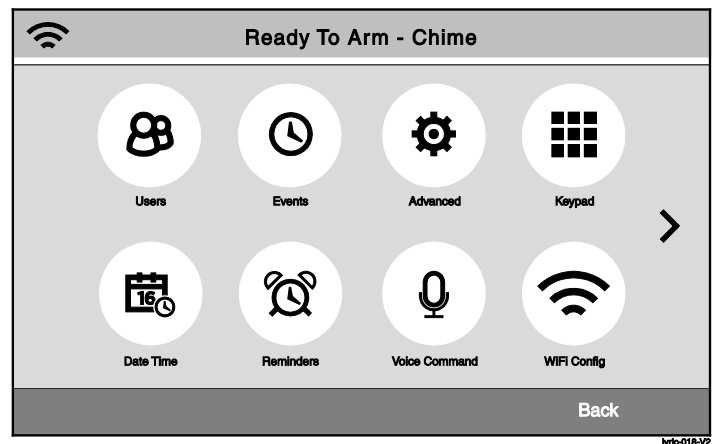 Ready To Arm - Chime
Users Events Advanced Keypad
16
Date Time Reminders Voice Command WiFi Config
Back
lyric-018-V2